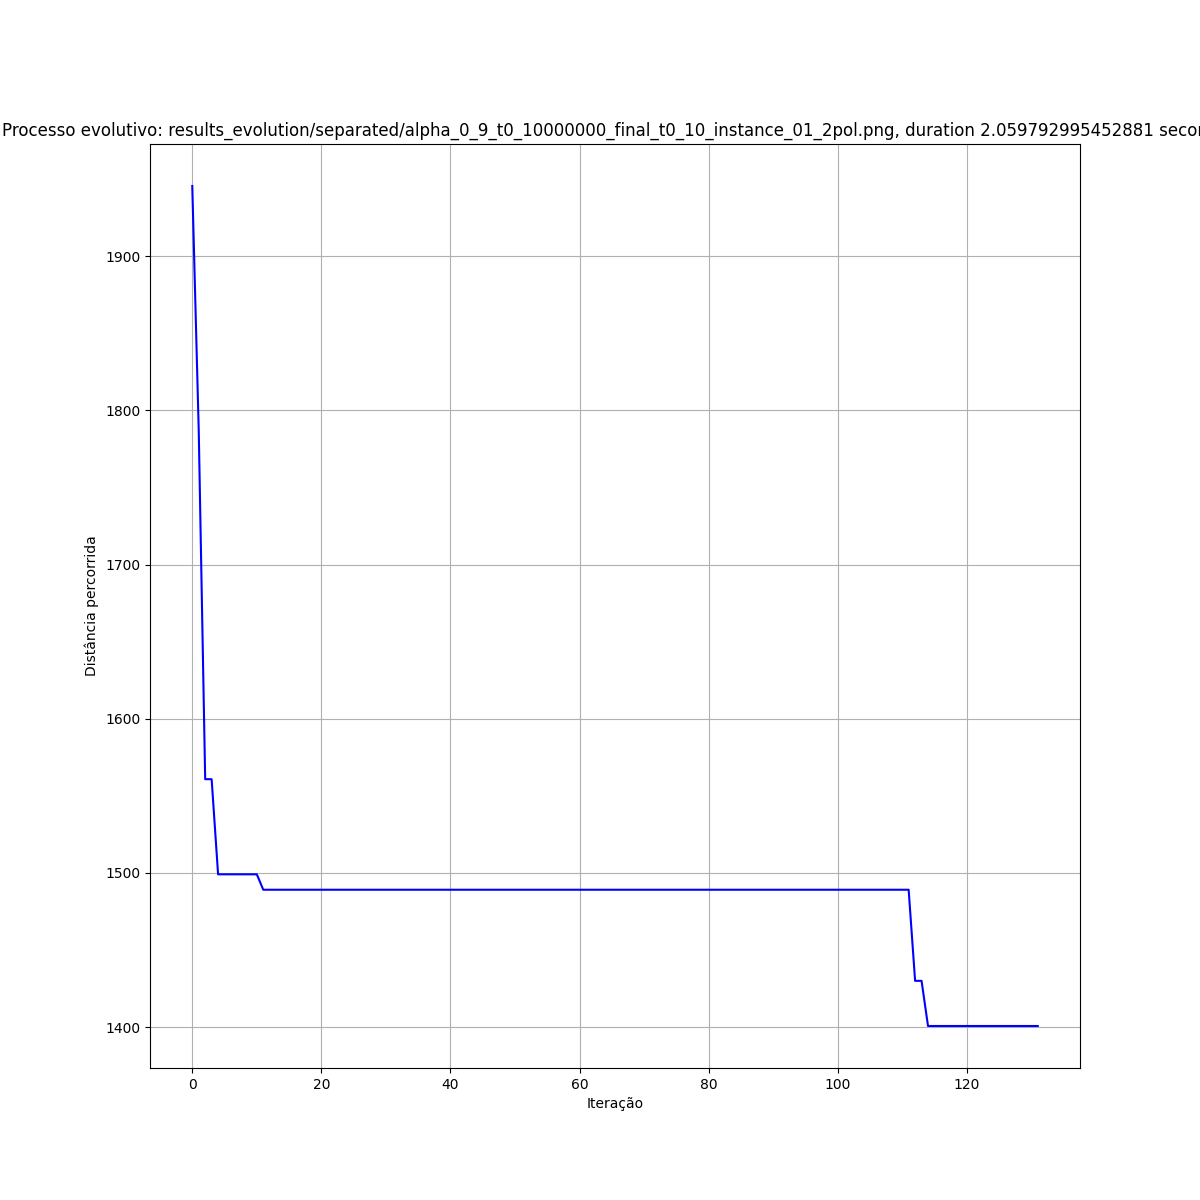 Processo evolutivo: results_evolution/separated/alpha_0_9_t0_10000000_final_t0_10_instance_01_2pol.png, duration 2.059792995452881
1900
1800
1700
1600
1500
1400
Distância percorrida
0 20 40 60 80 100 120
Iteração